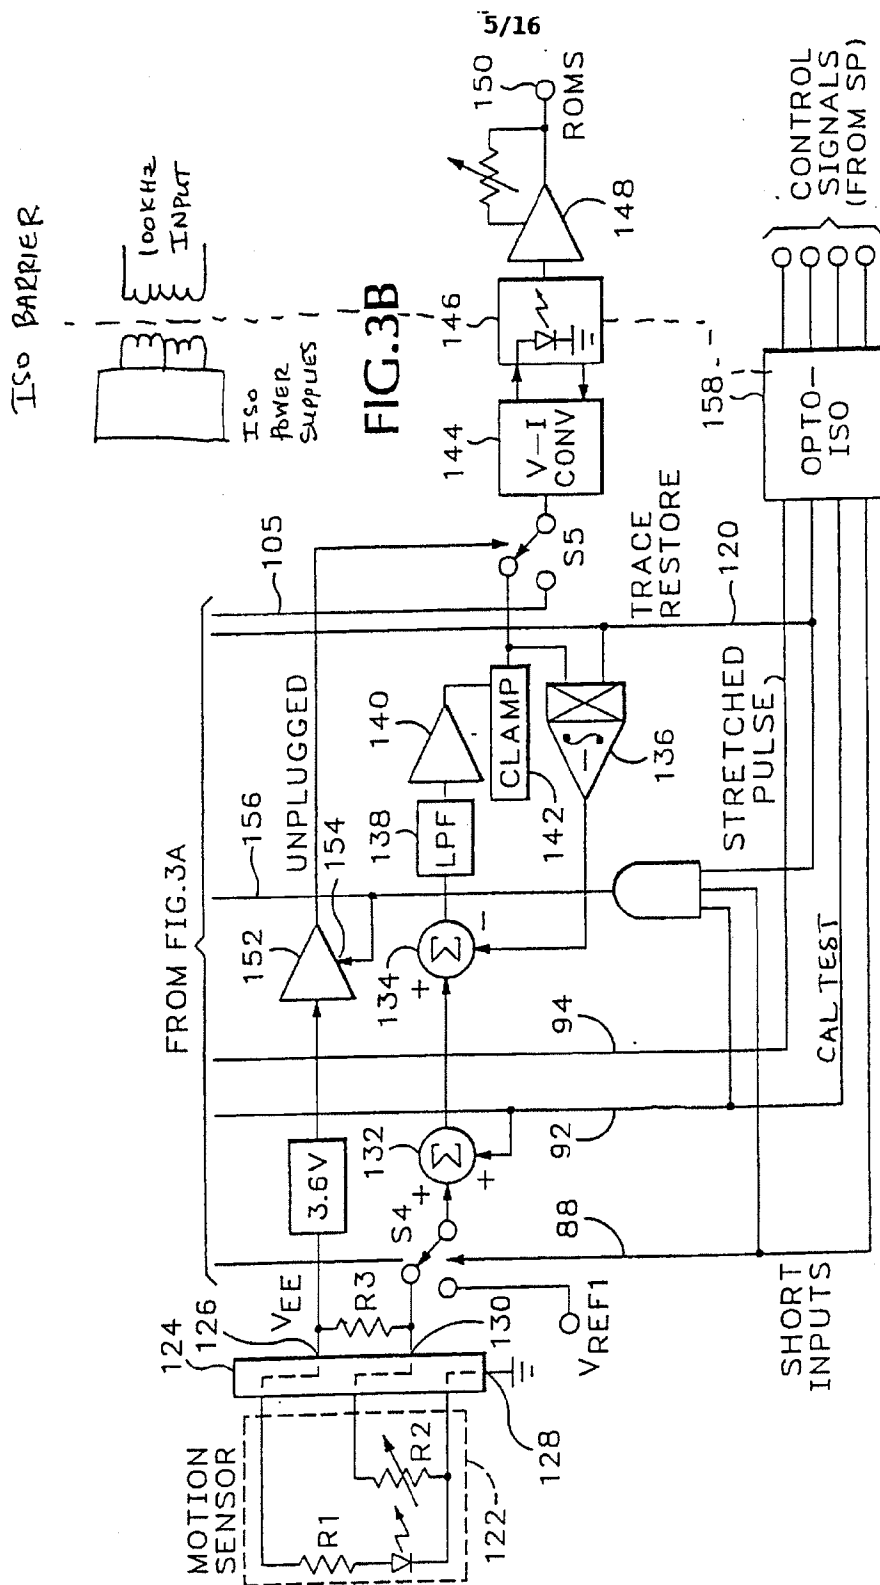 5/16
ISO BARRIER
100KHz
INPUT
ISO
POWER
SUPPLIES
FIG.3B
FROM FIG.3A
MOTION
SENSOR
R1
R2
122
124
126
VEE
R3
130
128
VREF1
3.6V
S4
132
Σ
+
+
88
SHORT
INPUTS
92
94
CAL TEST
152
154
156
UNPLUGGED
134
Σ
+
−
138
LPF
140
CLAMP
142
−∫
136
STRETCHED
PULSE
105
S5
TRACE
RESTORE
120
144
V-I
CONV
146
148
150
ROMS
158
OPTO-
ISO
CONTROL
SIGNALS
(FROM SP)